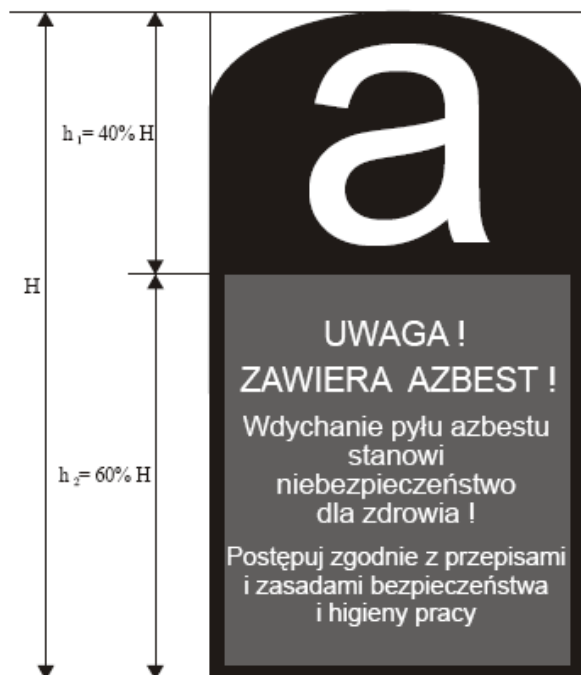 h₁= 40% H
a
H
UWAGA !
ZAWIERA AZBEST !
Wdychanie pyłu azbestu
stanowi
niebezpieczeństwo
dla zdrowia !
h₂= 60% H
Postępuj zgodnie z przepisami
i zasadami bezpieczeństwa
i higieny pracy